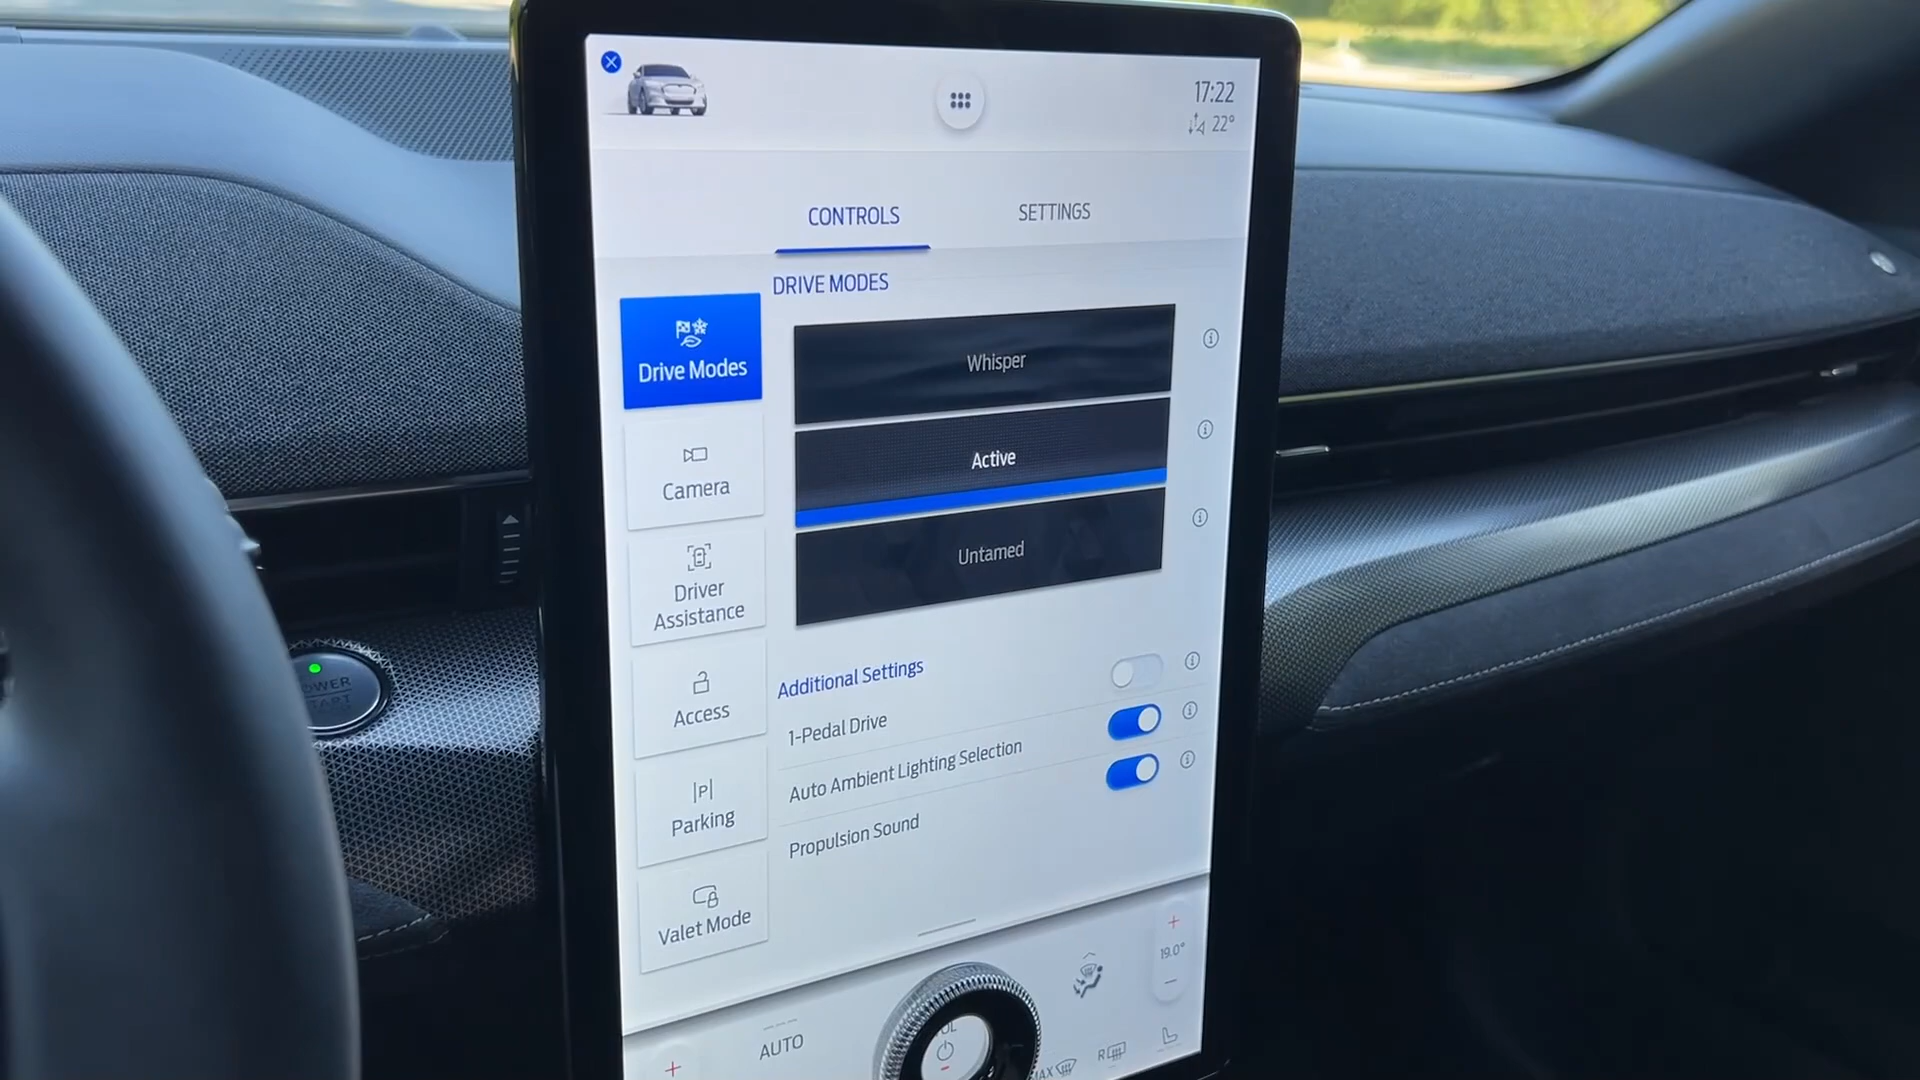 17:22
22°
CONTROLS
SETTINGS
DRIVE MODES
Drive Modes
Whisper
Camera
Active
Driver
Assistance
Untamed
Access
Additional Settings
1-Pedal Drive
Auto Ambient Lighting Selection
Parking
Propulsion Sound
Valet Mode
+
19.0°
−
AUTO
R
+